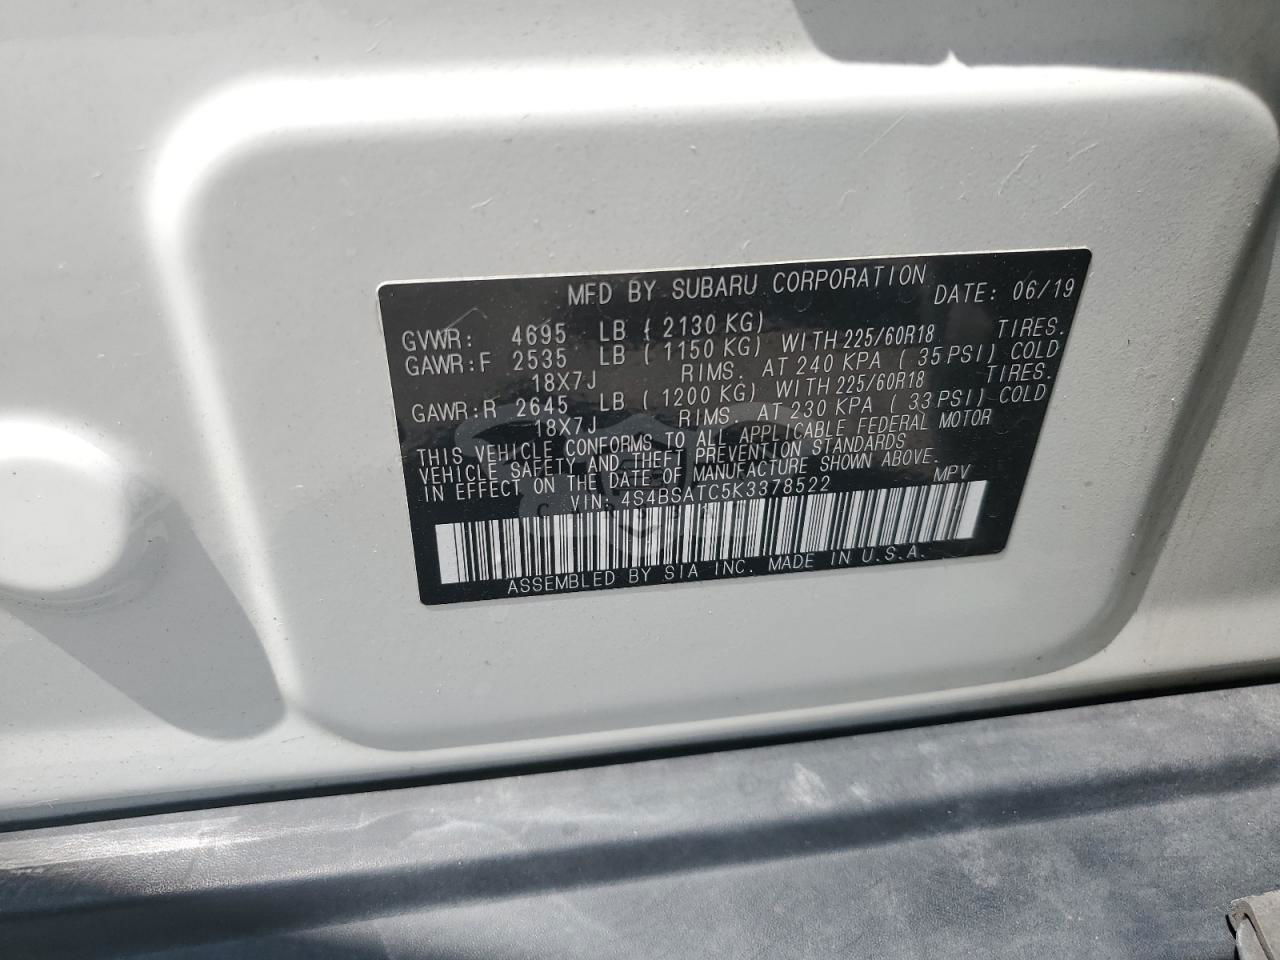 MFD BY SUBARU CORPORATION DATE: 06/19
GVWR: 4695 LB ( 2130 KG)
GAWR:F 2535 LB ( 1150 KG) WITH 225/60R18 TIRES.
18X7J RIMS. AT 240 KPA ( 35 PSI) COLD
GAWR:R 2645 LB ( 1200 KG) WITH 225/60R18 TIRES.
18X7J RIMS AT 230 KPA ( 33 PSI) COLD
THIS VEHICLE CONFORMS TO ALL APPLICABLE FEDERAL MOTOR
VEHICLE SAFETY AND THEFT PREVENTION STANDARDS
IN EFFECT ON THE DATE OF MANUFACTURE SHOWN ABOVE.
VIN: 4S4BSATC5K3378522 MPV
ASSEMBLED BY SIA INC. MADE IN U.S.A.